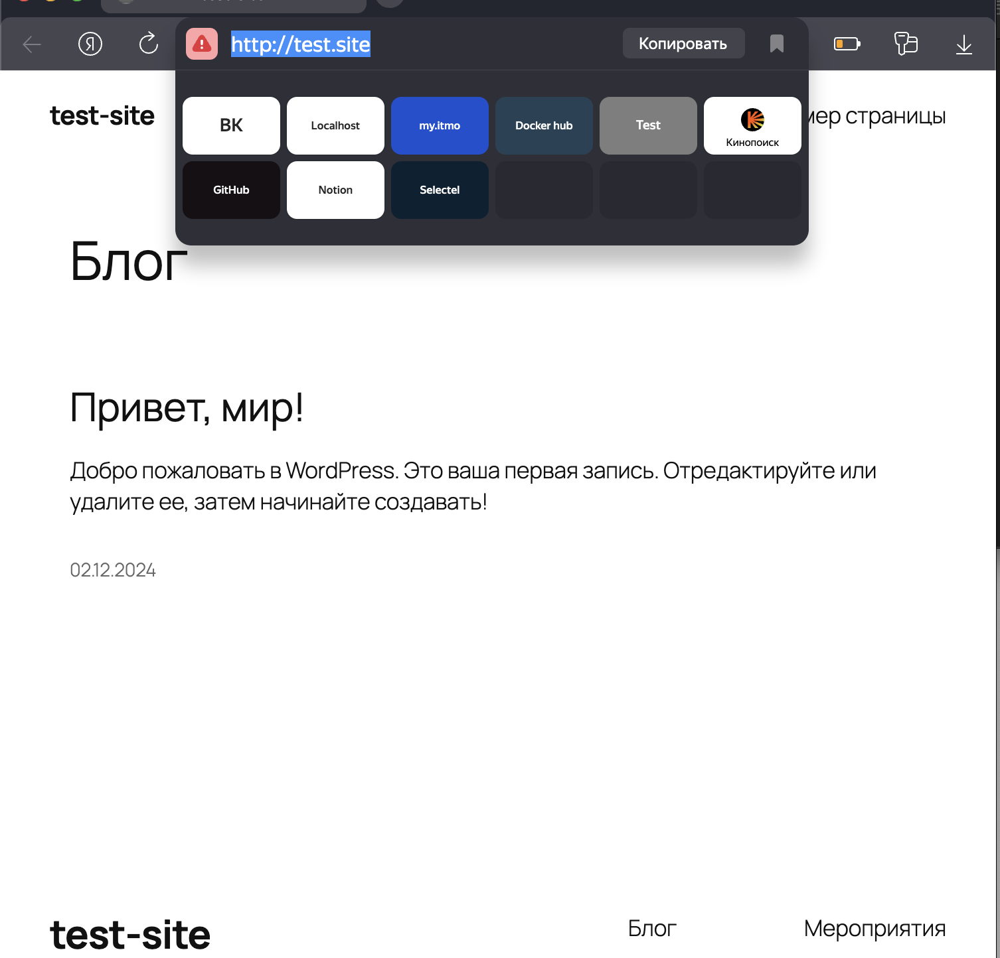 http://test.site
Копировать
test-site
ВК
Localhost
my.itmo
Docker hub
Test
Кинопоиск
страницы
GitHub
Notion
Selectel
Блог
Привет, мир!
Добро пожаловать в WordPress. Это ваша первая запись. Отредактируйте или
удалите ее, затем начинайте создавать!
02.12.2024
test-site
Блог
Мероприятия